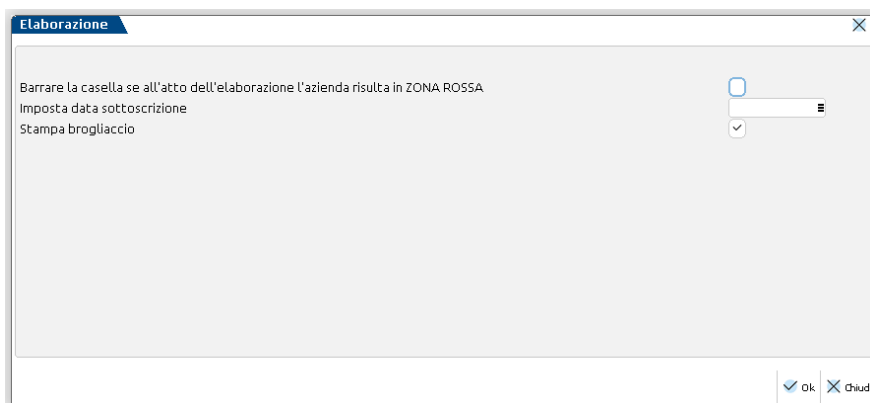 Elaborazione
Barrare la casella se all'atto dell'elaborazione l'azienda risulta in ZONA ROSSA
Imposta data sottoscrizione
Stampa brogliaccio
Ok Chiud